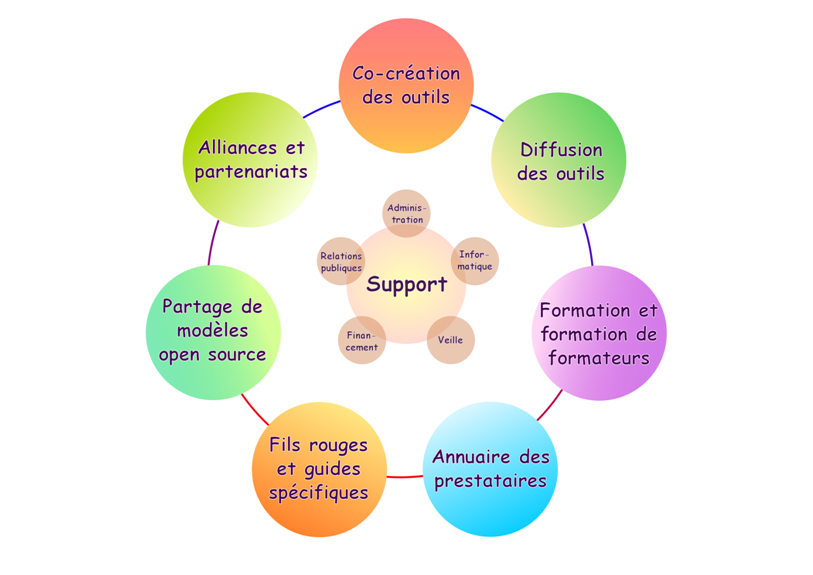 Co-création
des outils
Alliances et
partenariats
Diffusion
des outils
Adminis-
tration
Relations
publiques
Infor-
matique
Support
Partage de
modèles
open source
Formation et
formation de
formateurs
Finan-
cement
Veille
Fils rouges
et guides
spécifiques
Annuaire des
prestataires